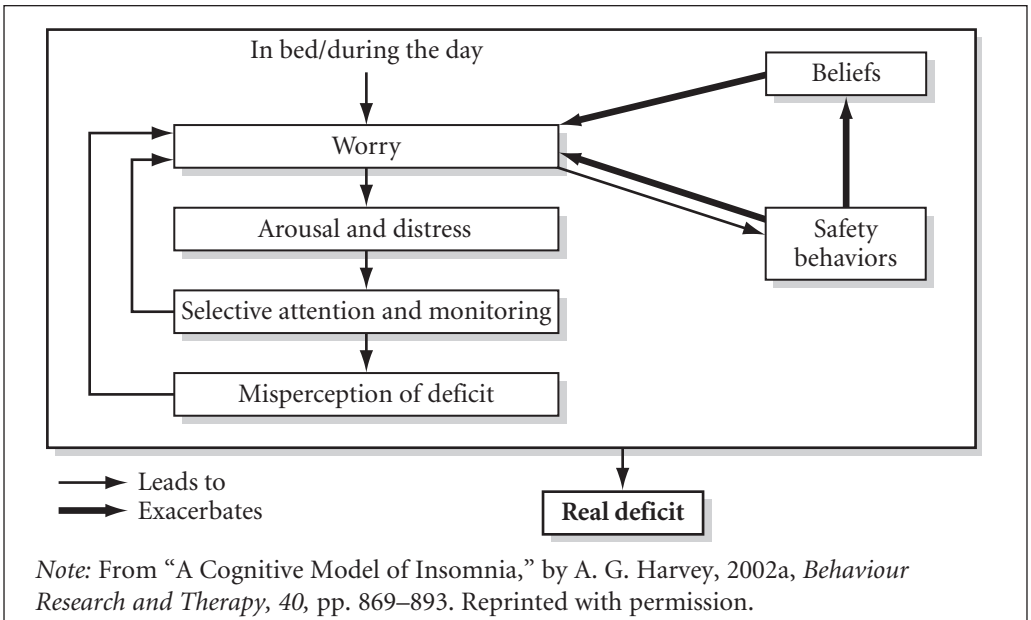 In bed/during the day
Beliefs
Worry
Arousal and distress
Safety
behaviors
Selective attention and monitoring
Misperception of deficit
Leads to
Exacerbates
Real deficit
Note: From “A Cognitive Model of Insomnia,” by A. G. Harvey, 2002a, Behaviour
Research and Therapy, 40, pp. 869–893. Reprinted with permission.